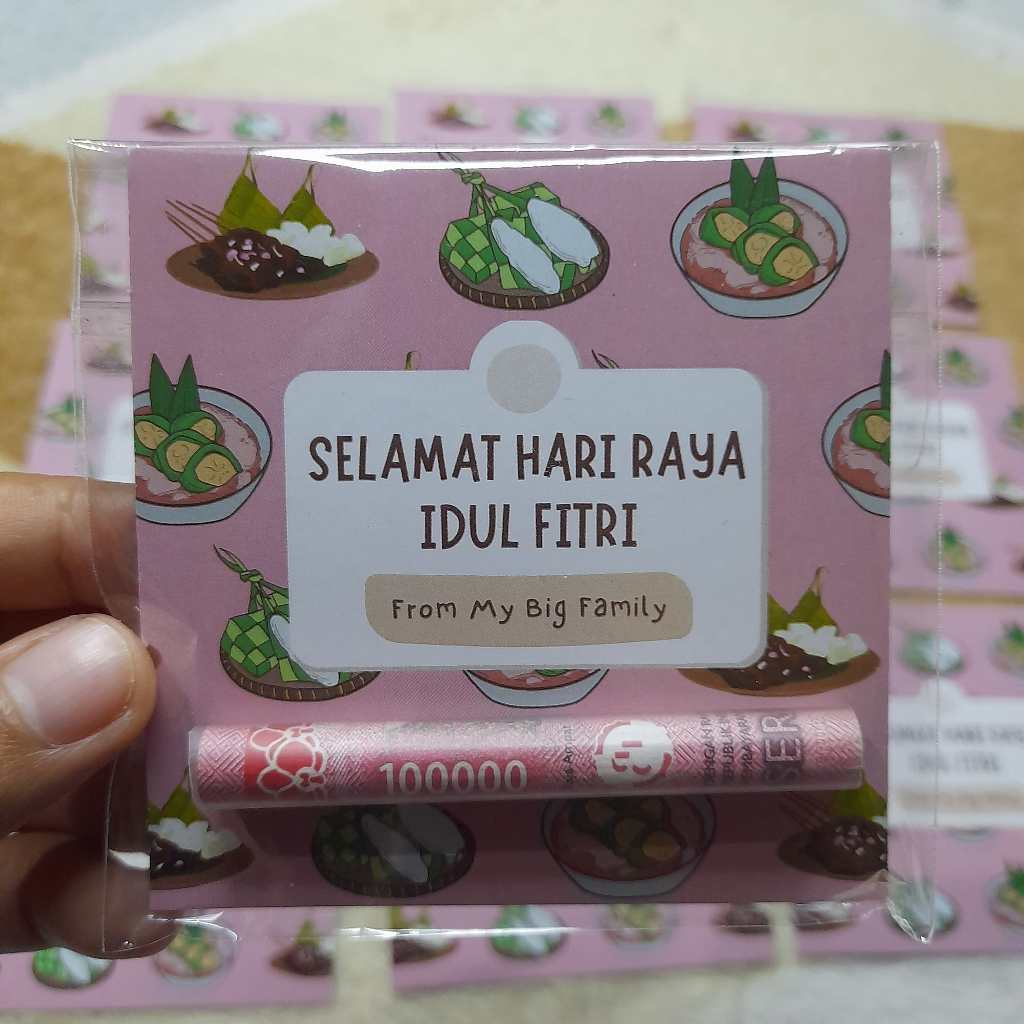 SELAMAT HARI RAYA
IDUL FITRI
From My Big Family
100000